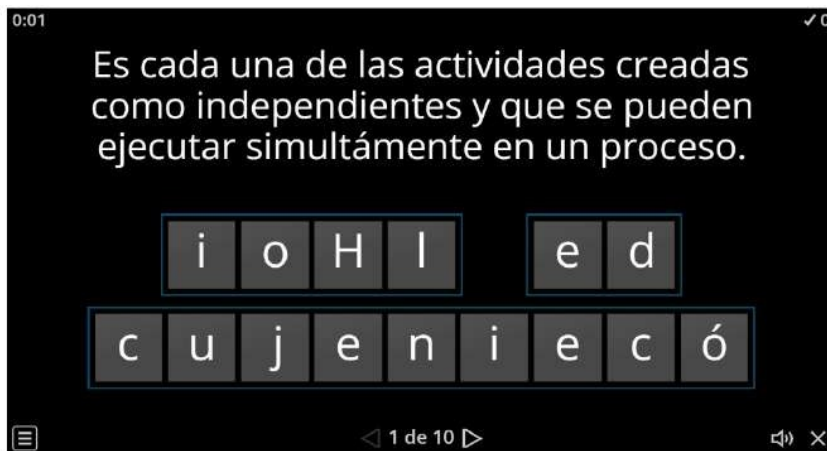 0:01 ✓ 0
Es cada una de las actividades creadas
como independientes y que se pueden
ejecutar simultámente en un proceso.
i o H l e d
c u j e n i e c ó
1 de 10